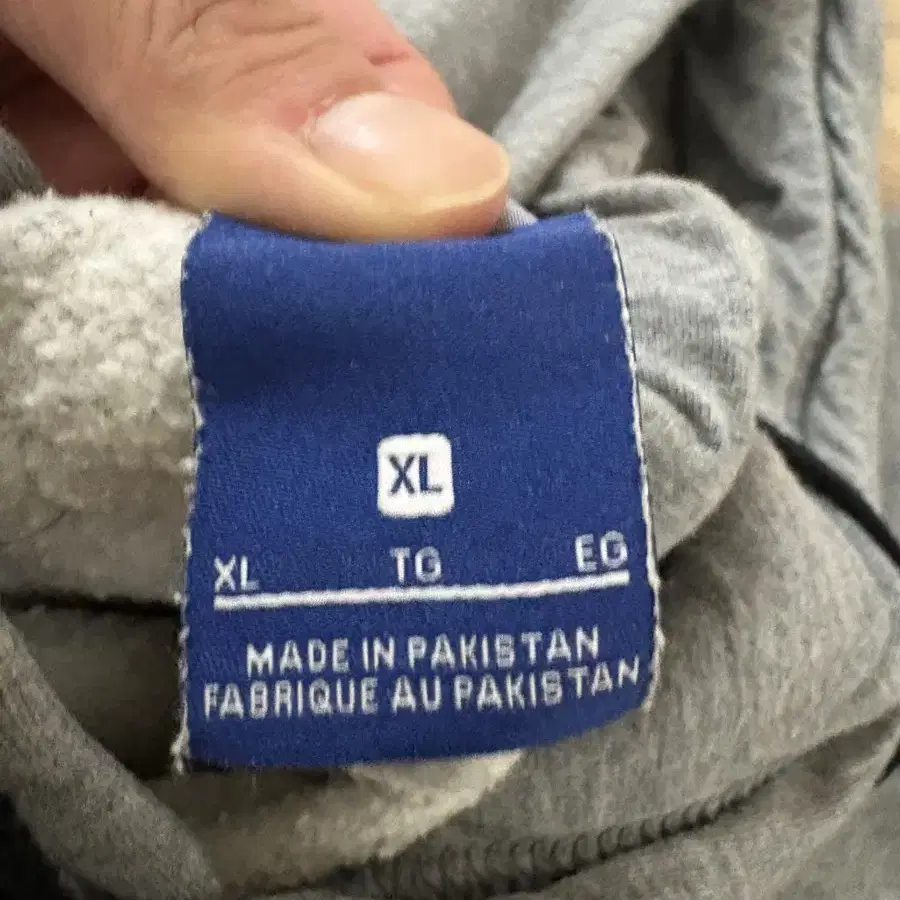 XL
XL TG EG
MADE IN PAKISTAN
FABRIQUE AU PAKISTAN